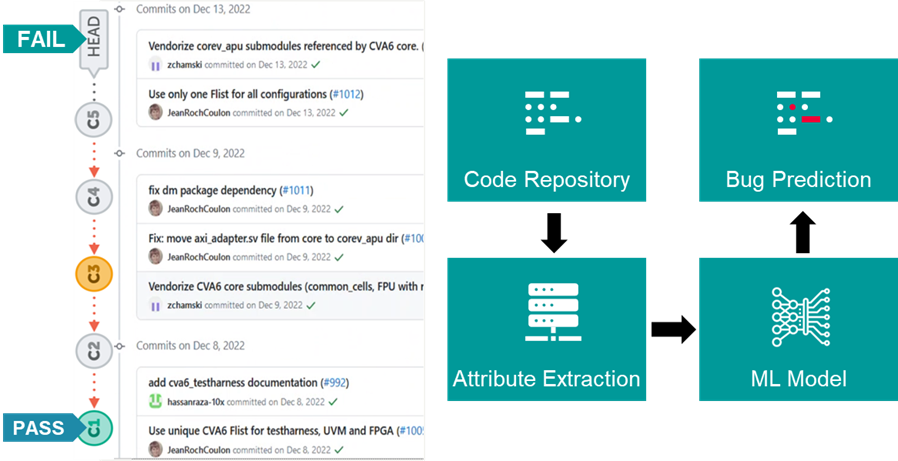 FAIL
HEAD
C5
C4
C3
C2
PASS
C1
Commits on Dec 13, 2022
Vendorize corev_apu submodules referenced by CVA6 core. (
zchamski committed on Dec 13, 2022
Use only one Flist for all configurations (#1012)
JeanRochCoulon committed on Dec 13, 2022
Commits on Dec 9, 2022
fix dm package dependency (#1011)
JeanRochCoulon committed on Dec 9, 2022
Fix: move axi_adapter.sv file from core to corev_apu dir (#100
JeanRochCoulon committed on Dec 9, 2022
Vendorize CVA6 core submodules (common_cells, FPU with r
zchamski committed on Dec 9, 2022
Commits on Dec 8, 2022
add cva6_testharness documentation (#992)
hassanraza-10x committed on Dec 8, 2022
Use unique CVA6 Flist for testharness, UVM and FPGA (#1005
JeanRochCoulon committed on Dec 8, 2022
Code Repository
Bug Prediction
Attribute Extraction
ML Model